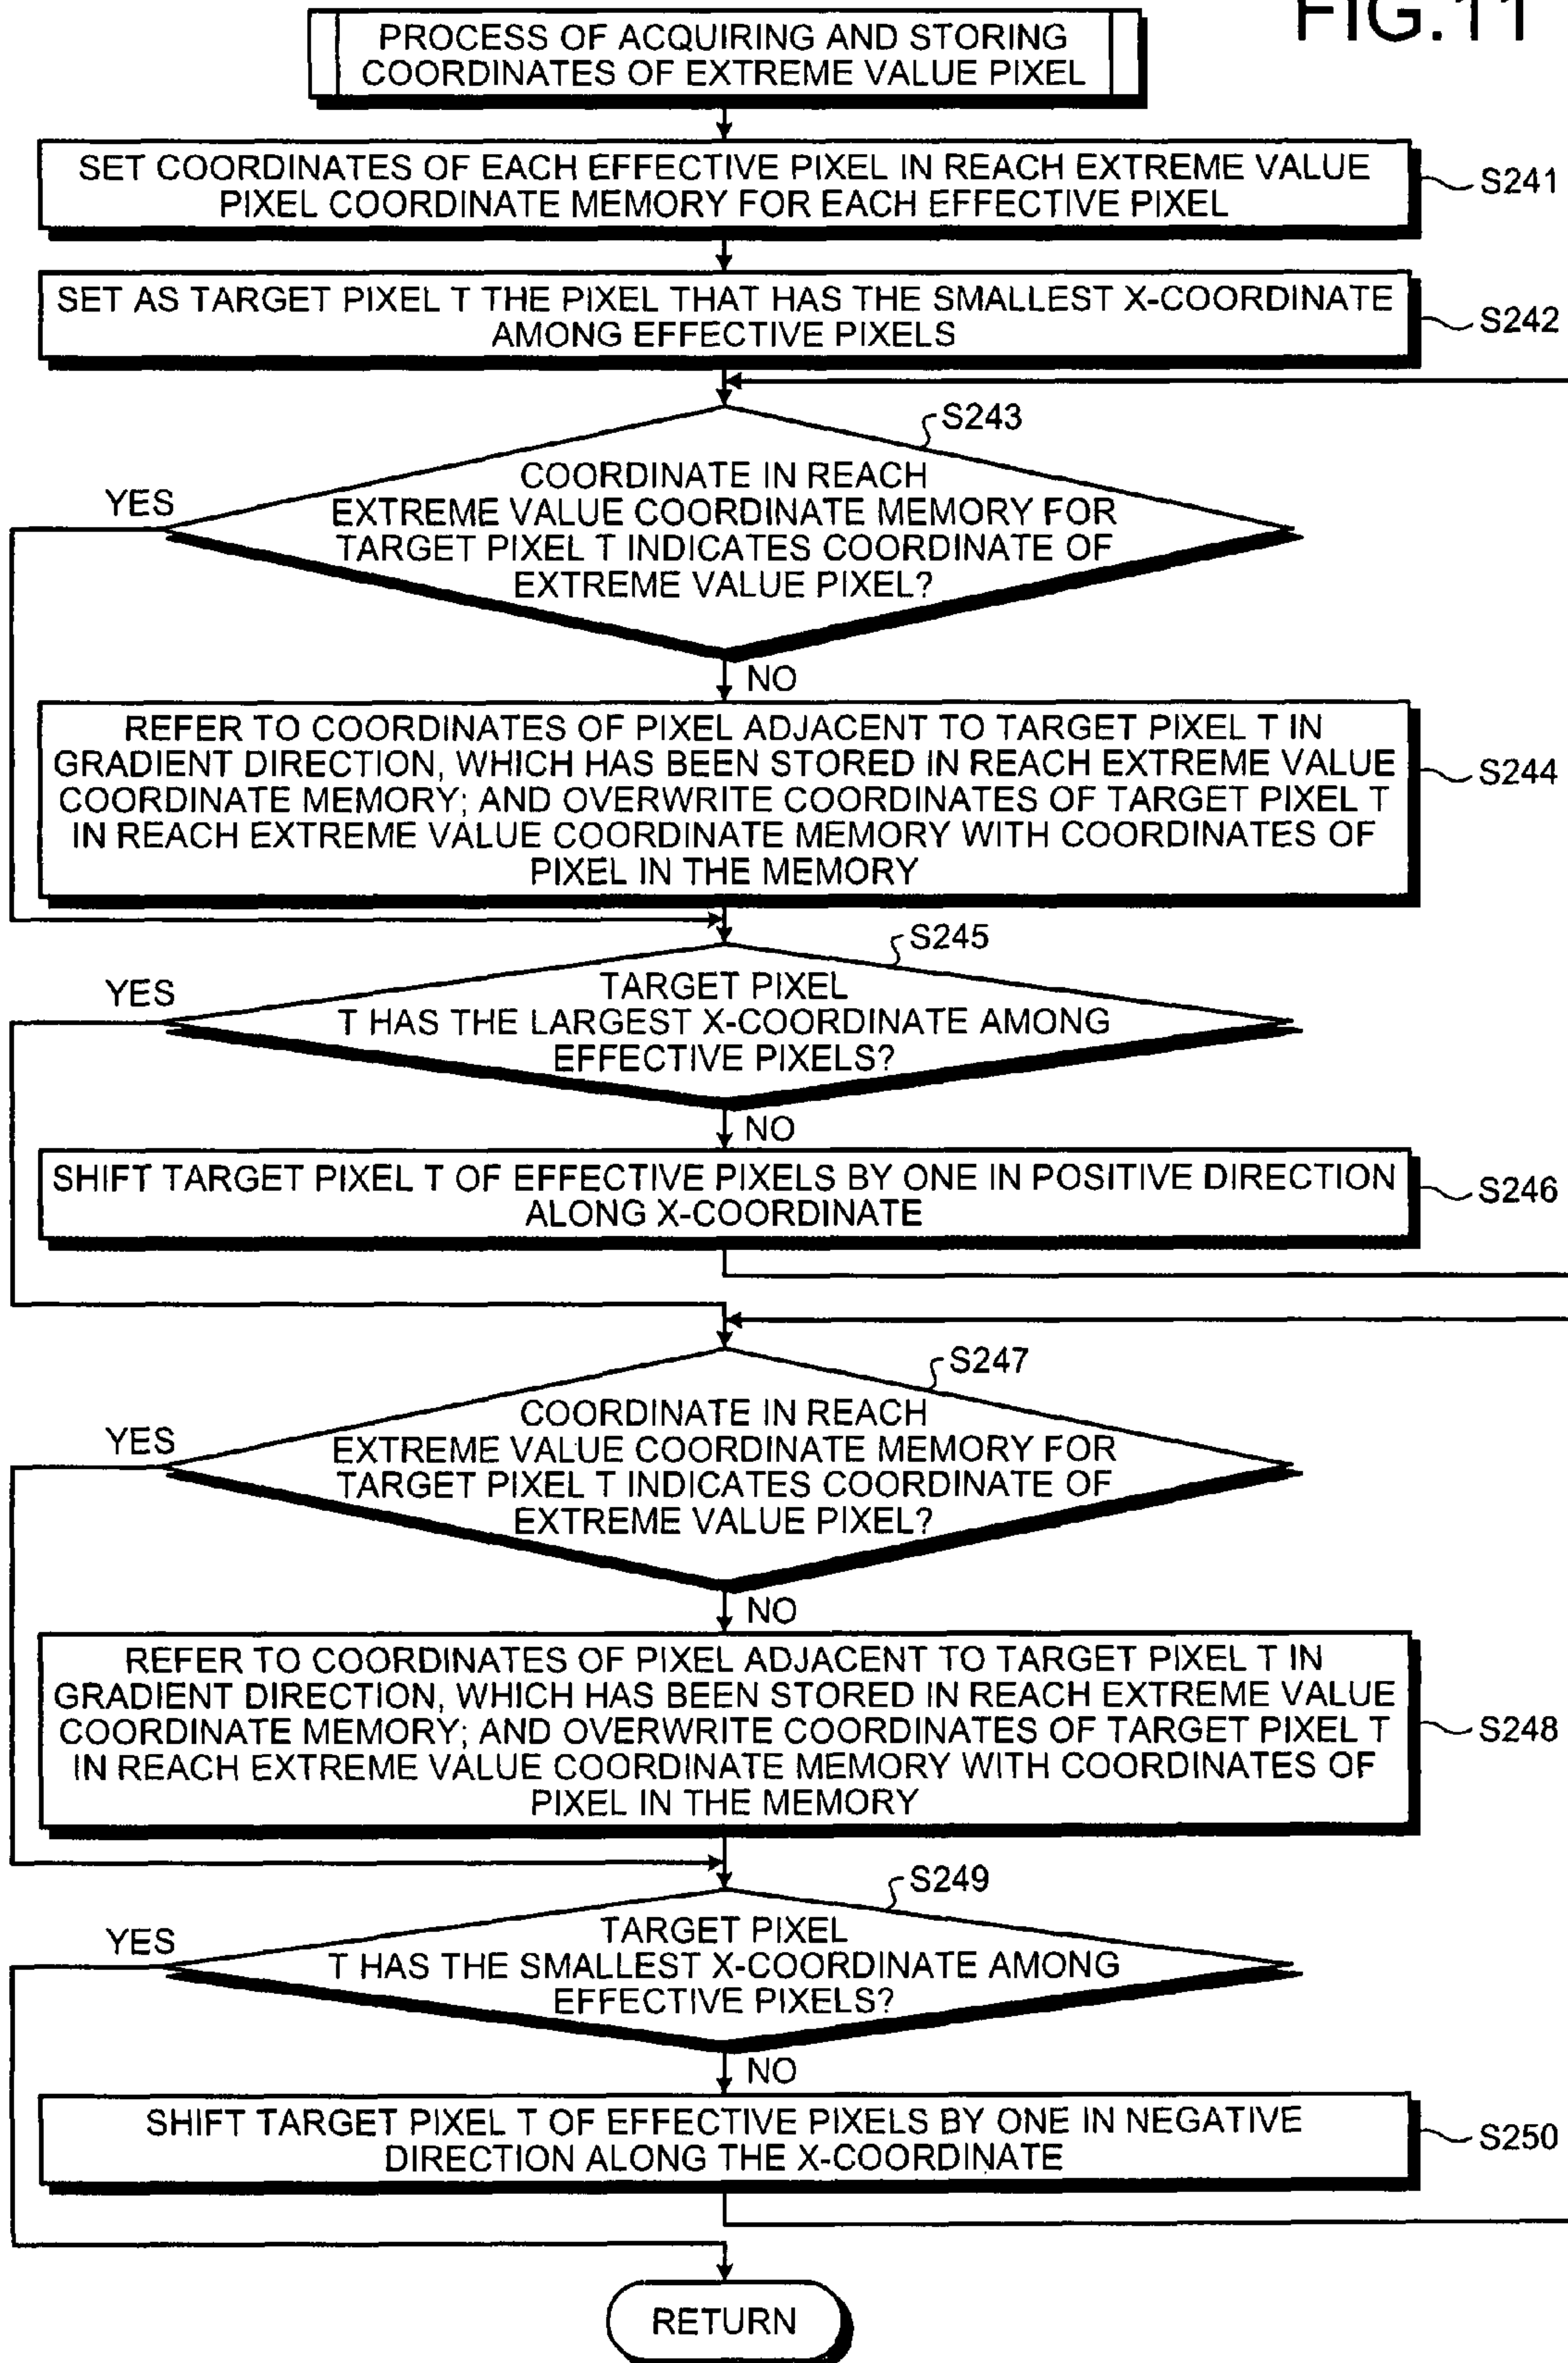 FIG.11
PROCESS OF ACQUIRING AND STORING
COORDINATES OF EXTREME VALUE PIXEL
SET COORDINATES OF EACH EFFECTIVE PIXEL IN REACH EXTREME VALUE
PIXEL COORDINATE MEMORY FOR EACH EFFECTIVE PIXEL
S241
SET AS TARGET PIXEL T THE PIXEL THAT HAS THE SMALLEST X-COORDINATE
AMONG EFFECTIVE PIXELS
S242
S243
COORDINATE IN REACH
EXTREME VALUE COORDINATE MEMORY FOR
TARGET PIXEL T INDICATES COORDINATE OF
EXTREME VALUE PIXEL?
YES
NO
REFER TO COORDINATES OF PIXEL ADJACENT TO TARGET PIXEL T IN
GRADIENT DIRECTION, WHICH HAS BEEN STORED IN REACH EXTREME VALUE
COORDINATE MEMORY; AND OVERWRITE COORDINATES OF TARGET PIXEL T
IN REACH EXTREME VALUE COORDINATE MEMORY WITH COORDINATES OF
PIXEL IN THE MEMORY
S244
S245
TARGET PIXEL
T HAS THE LARGEST X-COORDINATE AMONG
EFFECTIVE PIXELS?
YES
NO
SHIFT TARGET PIXEL T OF EFFECTIVE PIXELS BY ONE IN POSITIVE DIRECTION
ALONG X-COORDINATE
S246
S247
COORDINATE IN REACH
EXTREME VALUE COORDINATE MEMORY FOR
TARGET PIXEL T INDICATES COORDINATE OF
EXTREME VALUE PIXEL?
YES
NO
REFER TO COORDINATES OF PIXEL ADJACENT TO TARGET PIXEL T IN
GRADIENT DIRECTION, WHICH HAS BEEN STORED IN REACH EXTREME VALUE
COORDINATE MEMORY; AND OVERWRITE COORDINATES OF TARGET PIXEL T
IN REACH EXTREME VALUE COORDINATE MEMORY WITH COORDINATES OF
PIXEL IN THE MEMORY
S248
S249
TARGET PIXEL
T HAS THE SMALLEST X-COORDINATE AMONG
EFFECTIVE PIXELS?
YES
NO
SHIFT TARGET PIXEL T OF EFFECTIVE PIXELS BY ONE IN NEGATIVE
DIRECTION ALONG THE X-COORDINATE
S250
RETURN